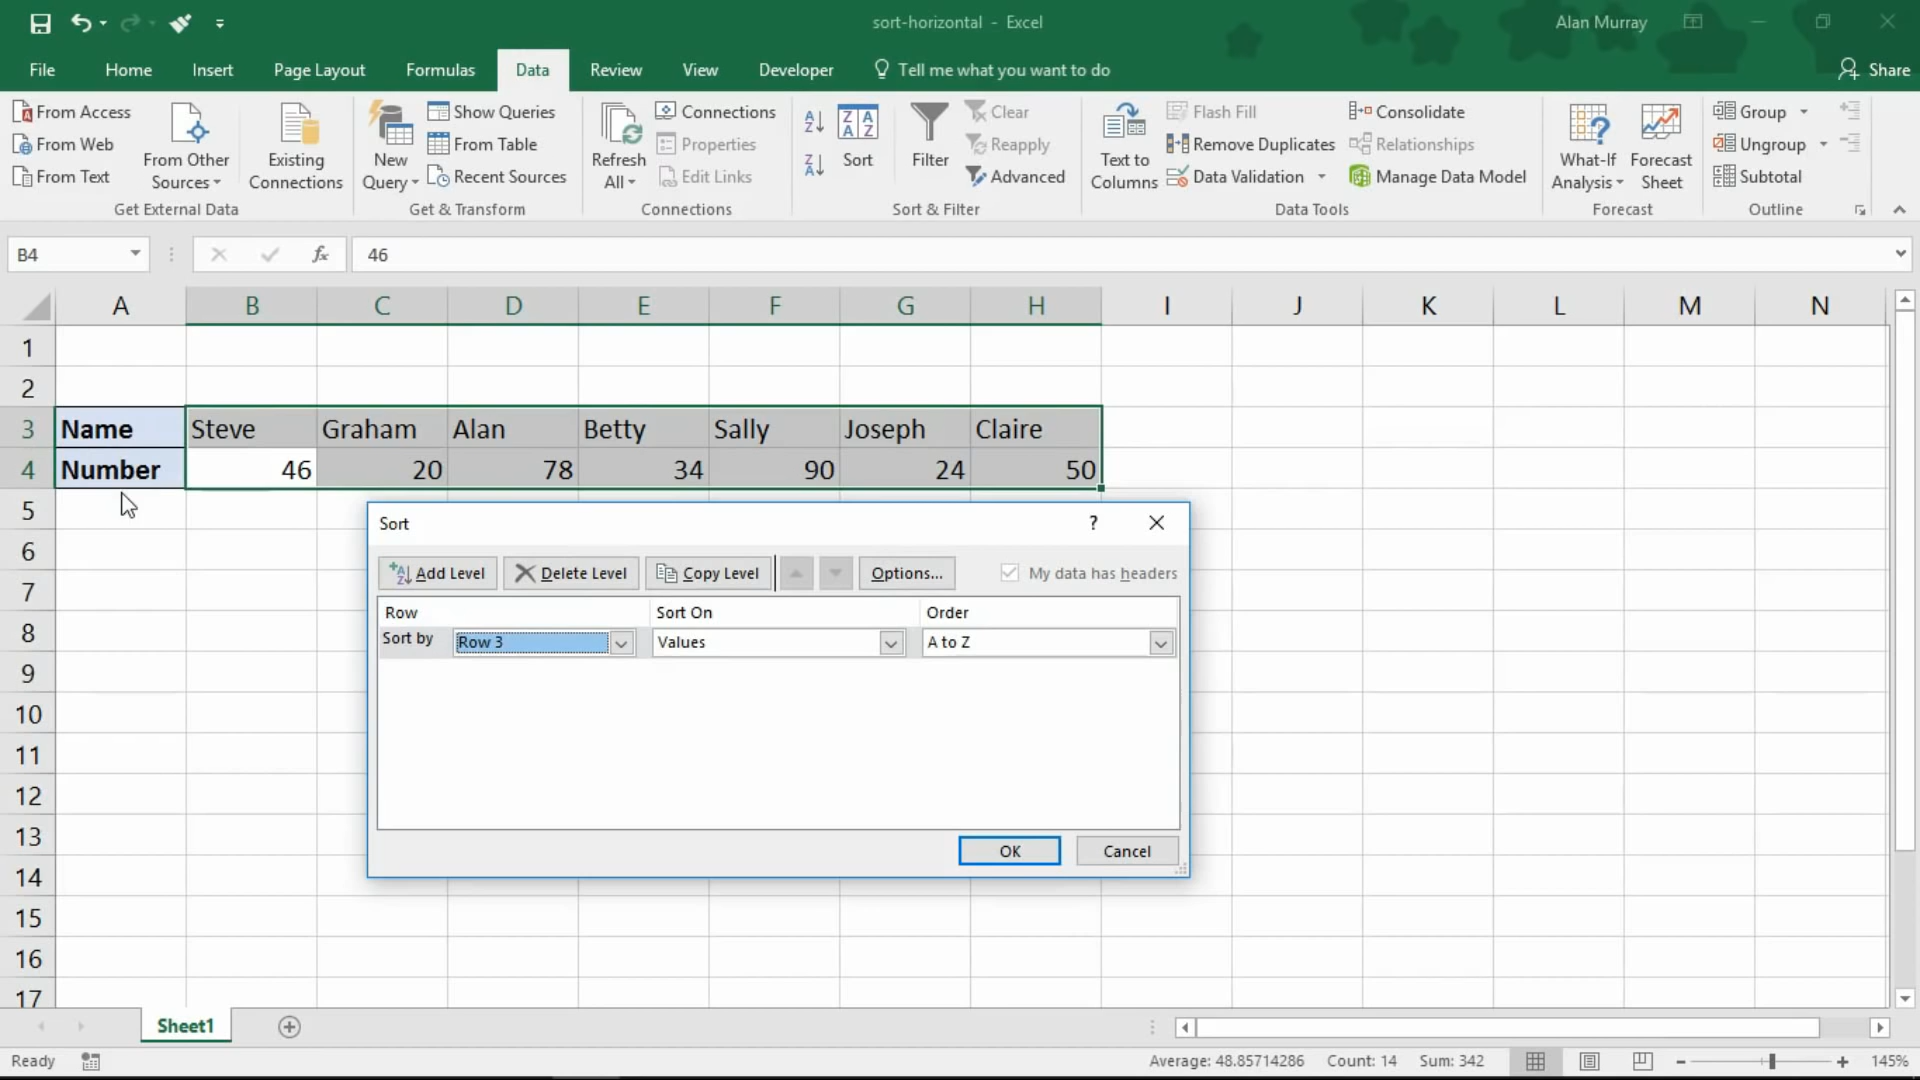 sort-horizontal - Excel
Alan Murray
File Home Insert Page Layout Formulas Data Review View Developer Tell me what you want to do Share
From Access
From Web
From Text
From Other Sources
Existing Connections
Get External Data
New Query
Show Queries
From Table
Recent Sources
Get & Transform
Refresh All
Connections
Properties
Edit Links
Connections
Sort
Filter
Clear
Reapply
Advanced
Sort & Filter
Text to Columns
Flash Fill
Remove Duplicates
Data Validation
Consolidate
Relationships
Manage Data Model
Data Tools
What-If Analysis
Forecast Sheet
Forecast
Group
Ungroup
Subtotal
Outline
B4 fx 46
A B C D E F G H I J K L M N
1
2
3 Name Steve Graham Alan Betty Sally Joseph Claire
4 Number 46 20 78 34 90 24 50
5
6
7
8
9
10
11
12
13
14
15
16
17
Sort ?
Add Level Delete Level Copy Level Options... My data has headers
Row Sort On Order
Sort by Row 3 Values A to Z
OK Cancel
Sheet1
Ready Average: 48.85714286 Count: 14 Sum: 342 145%